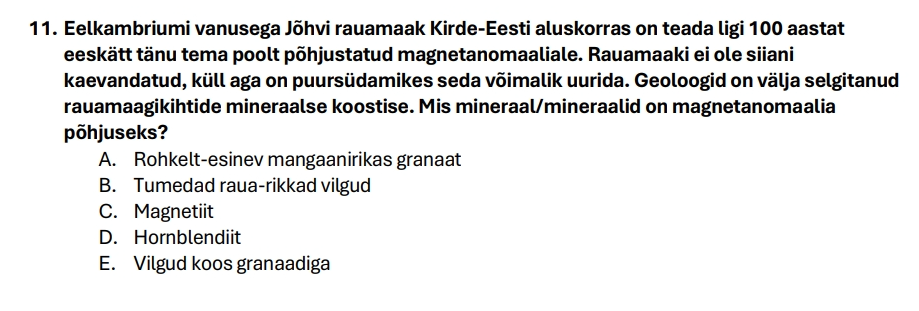 11. Eelkambriumi vanusega Jõhvi rauamaak Kirde-Eesti aluskorras on teada ligi 100 aastat
eeskätt tänu tema poolt põhjustatud magnetanomaaliale. Rauamaaki ei ole siiani
kaevandatud, küll aga on puursüdamikes seda võimalik uurida. Geoloogid on välja selgitanud
rauamaagikihtide mineraalse koostise. Mis mineraal/mineraalid on magnetanomaalia
põhjuseks?
A. Rohkelt-esinev mangaanirikas granaat
B. Tumedad raua-rikkad vilgud
C. Magnetiit
D. Hornblendiit
E. Vilgud koos granaadiga